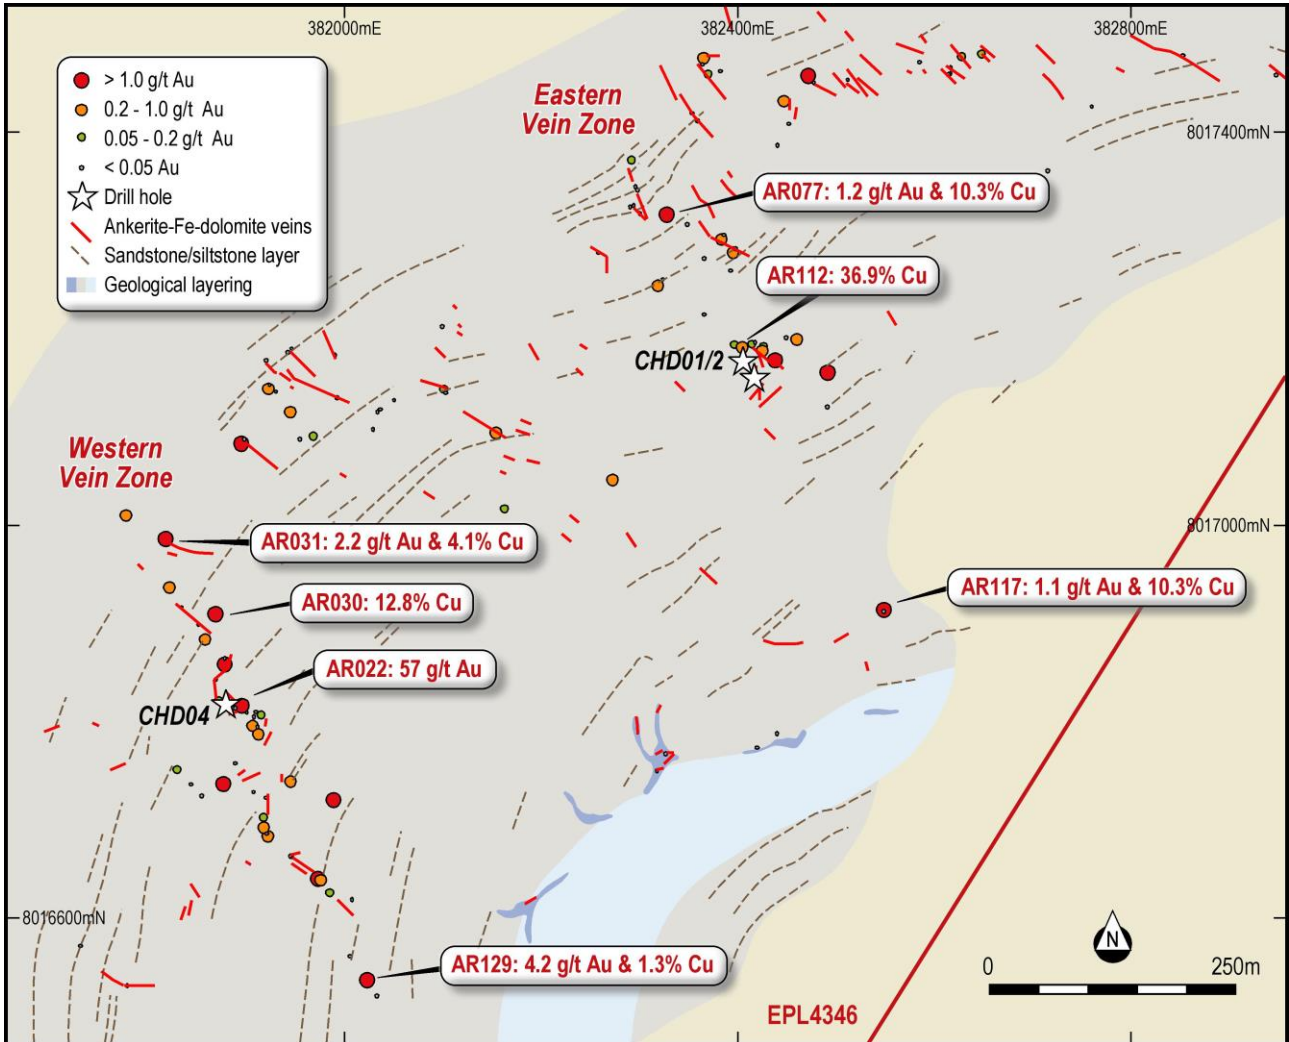 382000mE
382400mE
382800mE
> 1.0 g/t Au
0.2 - 1.0 g/t Au
0.05 - 0.2 g/t Au
< 0.05 Au
Drill hole
Ankerite-Fe-dolomite veins
Sandstone/siltstone layer
Geological layering
Eastern
Vein Zone
8017400mN
AR077: 1.2 g/t Au & 10.3% Cu
AR112: 36.9% Cu
CHD01/2
Western
Vein Zone
8017000mN
AR031: 2.2 g/t Au & 4.1% Cu
AR117: 1.1 g/t Au & 10.3% Cu
AR030: 12.8% Cu
AR022: 57 g/t Au
CHD04
8016600mN
N
AR129: 4.2 g/t Au & 1.3% Cu
0
250m
EPL4346